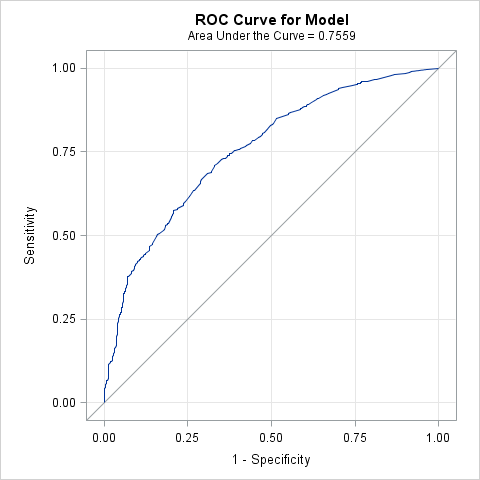 ROC Curve for Model
Area Under the Curve = 0.7559
1.00
0.75
0.50
0.25
0.00
Sensitivity
0.00 0.25 0.50 0.75 1.00
1 - Specificity